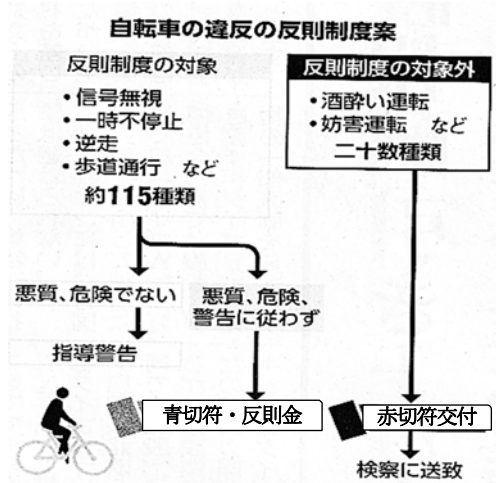 自転車の違反の反則制度案
反則制度の対象
・信号無視
・一時不停止
・逆走
・歩道通行 など
約115種類
反則制度の対象外
・酒酔い運転
・妨害運転 など
二十数種類
悪質、危険でない
悪質、危険、
警告に従わず
指導警告
青切符・反則金
赤切符交付
検察に送致